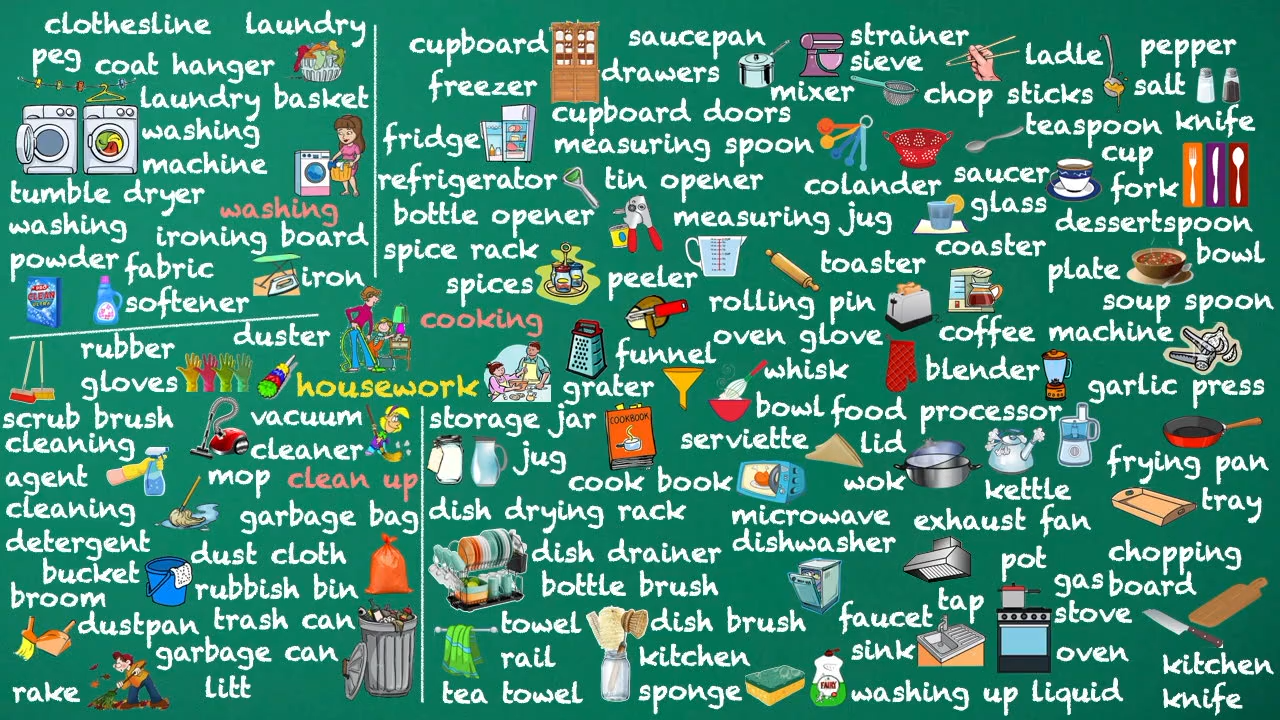 clothesline laundry
peg coat hanger
laundry basket
washing
machine
tumble dryer
washing
washing ironing board
powder fabric
softener
iron
CLEAN
ULTRA
cupboard saucepan strainer
sieve
ladle pepper
freezer drawers
mixer chop sticks salt
cupboard doors
fridge measuring spoon
teaspoon knife
cup
refrigerator tin opener colander saucer fork
bottle opener measuring jug glass dessertspoon
spice rack coaster
spices peeler toaster plate bowl
rolling pin soup spoon
cooking
oven glove coffee machine
funnel
grater whisk blender garlic press
duster
rubber
gloves housework
scrub brush vacuum
cleaner
cleaning
agent mop clean up
cleaning
detergent
garbage bag
dust cloth
bucket
rubbish bin
broom
dustpan trash can
garbage can
rake litt
storage jar COOKBOOK bowl food processor
jug serviette lid
cook book wok kettle frying pan
tray
dish drying rack microwave exhaust fan
dish drainer dishwasher
bottle brush pot chopping
board
gas
stove
towel
rail
dish brush faucet tap
kitchen
sponge
sink oven
tea towel FAIRY washing up liquid kitchen
knife